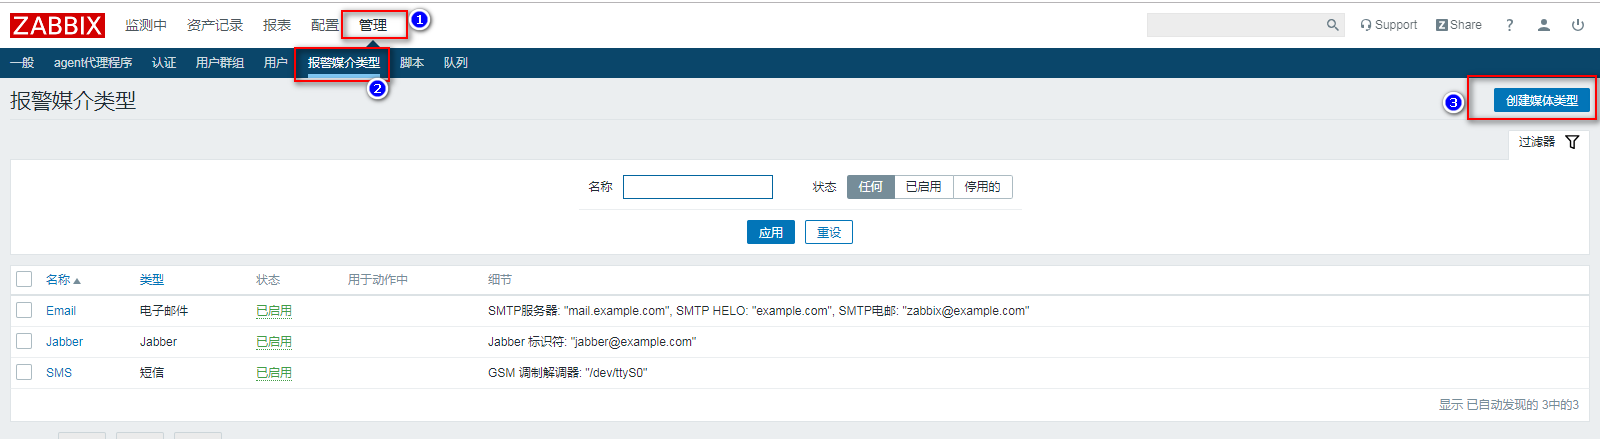 ZABBIX 监测中 资产记录 报表 配置 管理 1 Support Z Share ?
一般 agent代理程序 认证 用户群组 用户 报警媒介类型 脚本 队列
2
报警媒介类型 3 创建媒体类型
过滤器
名称 状态 任何 已启用 停用的
应用 重设
名称 类型 状态 用于动作中 细节
Email 电子邮件 已启用 SMTP服务器: "mail.example.com", SMTP HELO: "example.com", SMTP电邮: "zabbix@example.com"
Jabber Jabber 已启用 Jabber 标识符: "jabber@example.com"
SMS 短信 已启用 GSM 调制解调器: "/dev/ttyS0"
显示 已自动发现的 3中的3